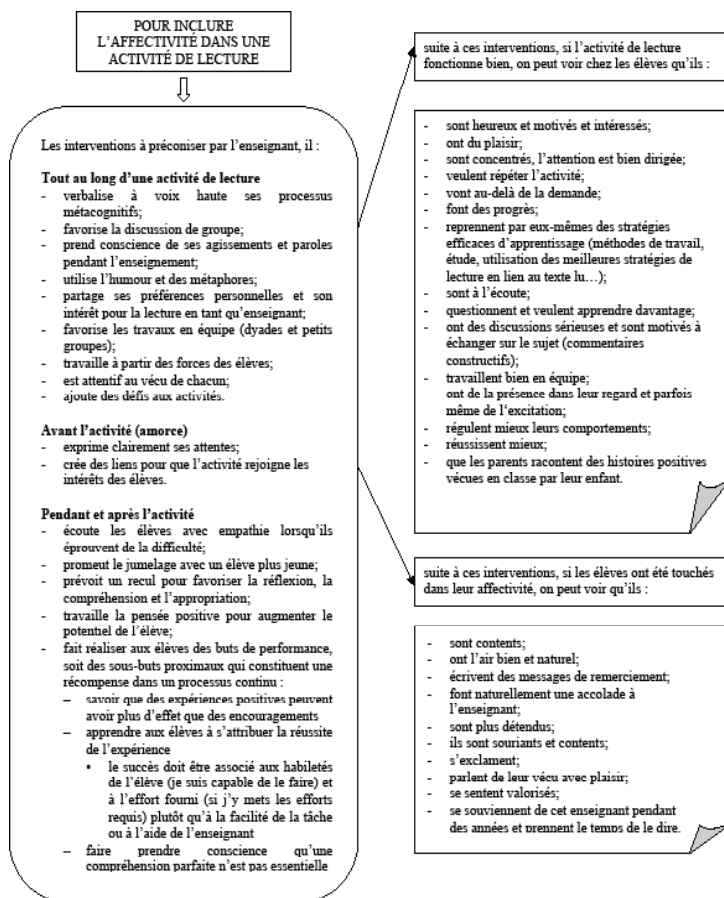 POUR INCLURE
L'AFFECTIVITÉ DANS UNE
ACTIVITÉ DE LECTURE
Les interventions à préconiser par l'enseignant, il :
Tout au long d'une activité de lecture
- verbalise à voix haute ses processus
métacognitifs;
- favorise la discussion de groupe;
- prend conscience de ses agissements et paroles
pendant l'enseignement;
- utilise l'humour et des métaphores;
- partage ses préférences personnelles et son
intérêt pour la lecture en tant qu'enseignant;
- favorise les travaux en équipe (dyades et petits
groupes);
- travaille à partir des forces des élèves;
- est attentif au vécu de chacun;
- ajoute des défis aux activités.
Avant l'activité (amorce)
- exprime clairement ses attentes;
- crée des liens pour que l'activité rejoigne les
intérêts des élèves.
Pendant et après l'activité
- écoute les élèves avec empathie lorsqu'ils
éprouvent de la difficulté;
- promeut le jumelage avec un élève plus jeune;
- prévoit un recul pour favoriser la réflexion, la
compréhension et l'appropriation;
- travaille la pensée positive pour augmenter le
potentiel de l'élève;
- fait réaliser aux élèves des buts de performance,
soit des sous-buts proximaux qui constituent une
récompense dans un processus continu :
– savoir que des expériences positives peuvent
avoir plus d'effet que des encouragements
– apprendre aux élèves à s'attribuer la réussite
de l'expérience
• le succès doit être associé aux habiletés
de l'élève (je suis capable de le faire) et
à l'effort fourni (si j'y mets les efforts
requis) plutôt qu'à la facilité de la tâche
ou à l'aide de l'enseignant
– faire prendre conscience qu'une
compréhension parfaite n'est pas essentielle
suite à ces interventions, si l'activité de lecture
fonctionne bien, on peut voir chez les élèves qu'ils :
- sont heureux et motivés et intéressés;
- ont du plaisir;
- sont concentrés, l'attention est bien dirigée;
- veulent répéter l'activité;
- vont au-delà de la demande;
- font des progrès;
- reprennent par eux-mêmes des stratégies
efficaces d'apprentissage (méthodes de travail,
étude, utilisation des meilleures stratégies de
lecture en lien au texte lu…);
- sont à l'écoute;
- questionnent et veulent apprendre davantage;
- ont des discussions sérieuses et sont motivés à
échanger sur le sujet (commentaires
constructifs);
- travaillent bien en équipe;
ont de la présence dans leur regard et parfois
même de l'excitation;
- régulent mieux leurs comportements;
- réussissent mieux;
- que les parents racontent des histoires positives
vécues en classe par leur enfant.
suite à ces interventions, si les élèves ont été touchés
dans leur affectivité, on peut voir qu'ils :
- sont contents;
- ont l'air bien et naturel;
- écrivent des messages de remerciement;
- font naturellement une accolade à
l'enseignant;
- sont plus détendus;
- ils sont souriants et contents;
- s'exclament;
- parlent de leur vécu avec plaisir;
- se sentent valorisés;
- se souviennent de cet enseignant pendant
des années et prennent le temps de le dire.